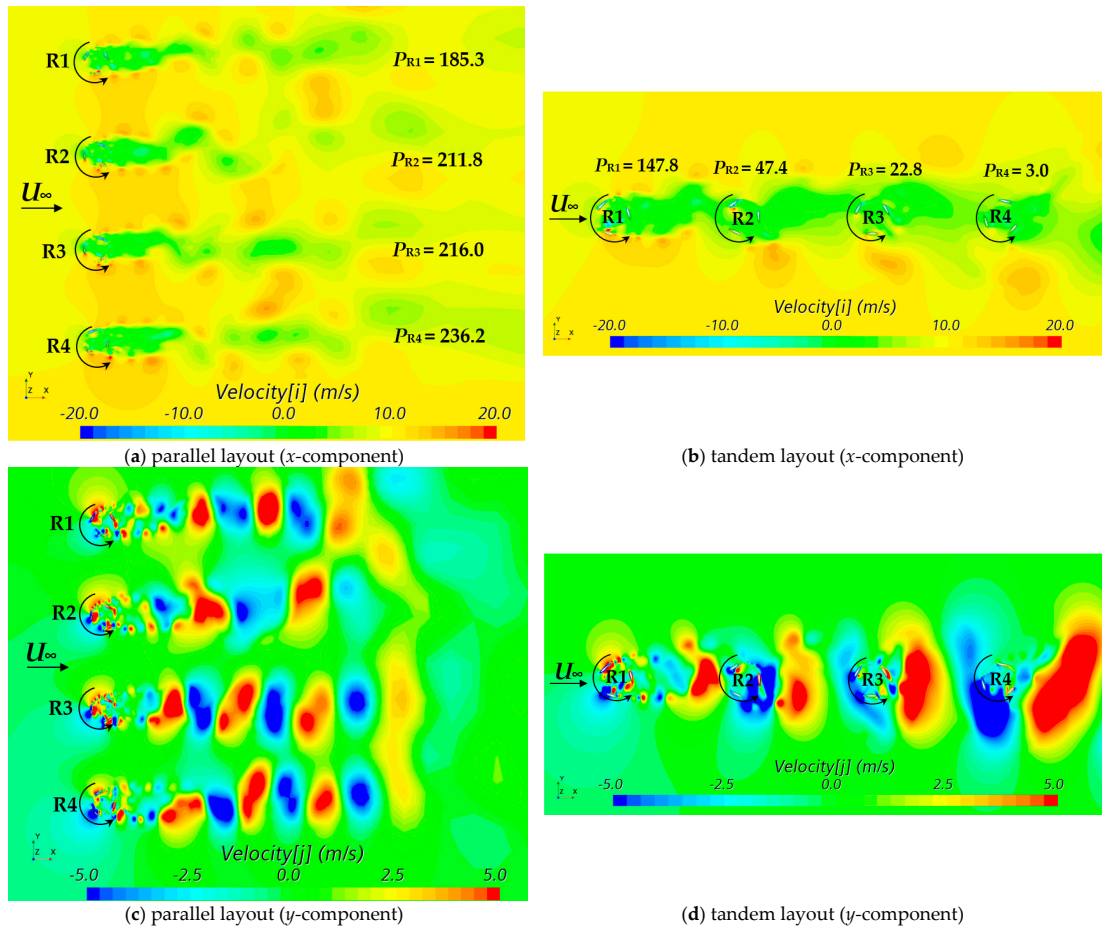 R1
P_R1 = 185.3
R2
P_R2 = 211.8
U∞
R3
P_R3 = 216.0
R4
P_R4 = 236.2
Y
Z X
Velocity[i] (m/s)
-20.0 -10.0 0.0 10.0 20.0
(a) parallel layout (x-component)
P_R1 = 147.8 P_R2 = 47.4 P_R3 = 22.8 P_R4 = 3.0
U∞ R1 R2 R3 R4
Velocity[i] (m/s)
-20.0 -10.0 0.0 10.0 20.0
Y
Z X
(b) tandem layout (x-component)
R1
R2
U∞
R3
R4
Y
Z X
Velocity[j] (m/s)
-5.0 -2.5 0.0 2.5 5.0
(c) parallel layout (y-component)
U∞ R1 R2 R3 R4
Velocity[j] (m/s)
-5.0 -2.5 0.0 2.5 5.0
Y
Z X
(d) tandem layout (y-component)